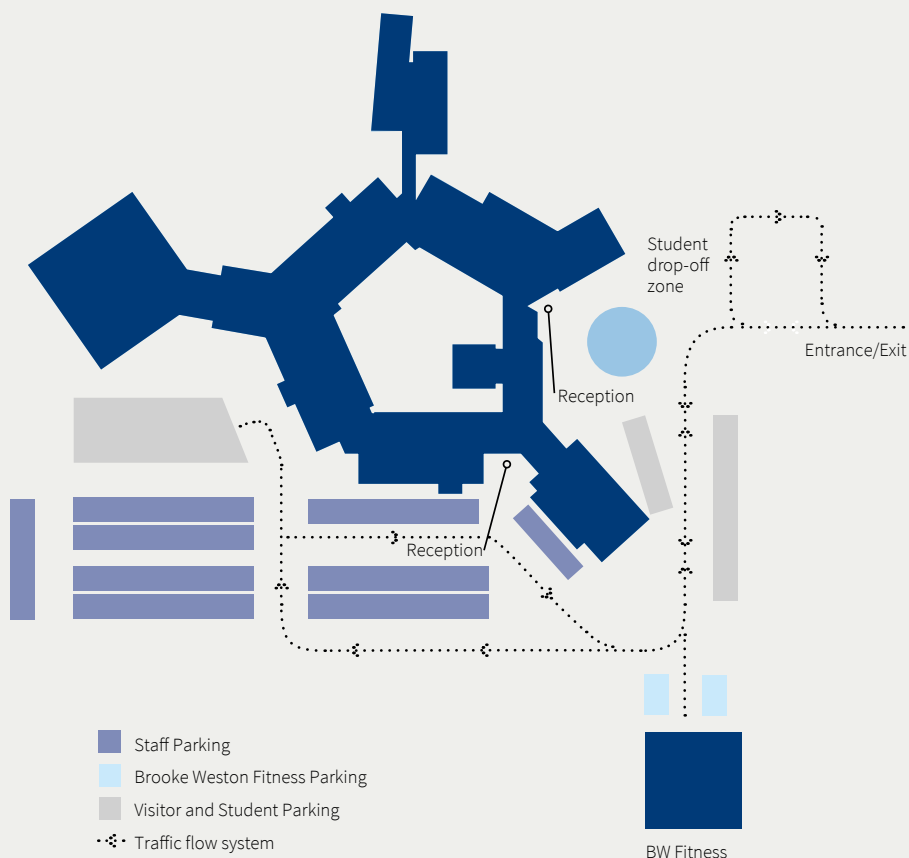 Student
drop-off
zone
Entrance/Exit
Reception
Reception
Staff Parking
Brooke Weston Fitness Parking
Visitor and Student Parking
Traffic flow system
BW Fitness